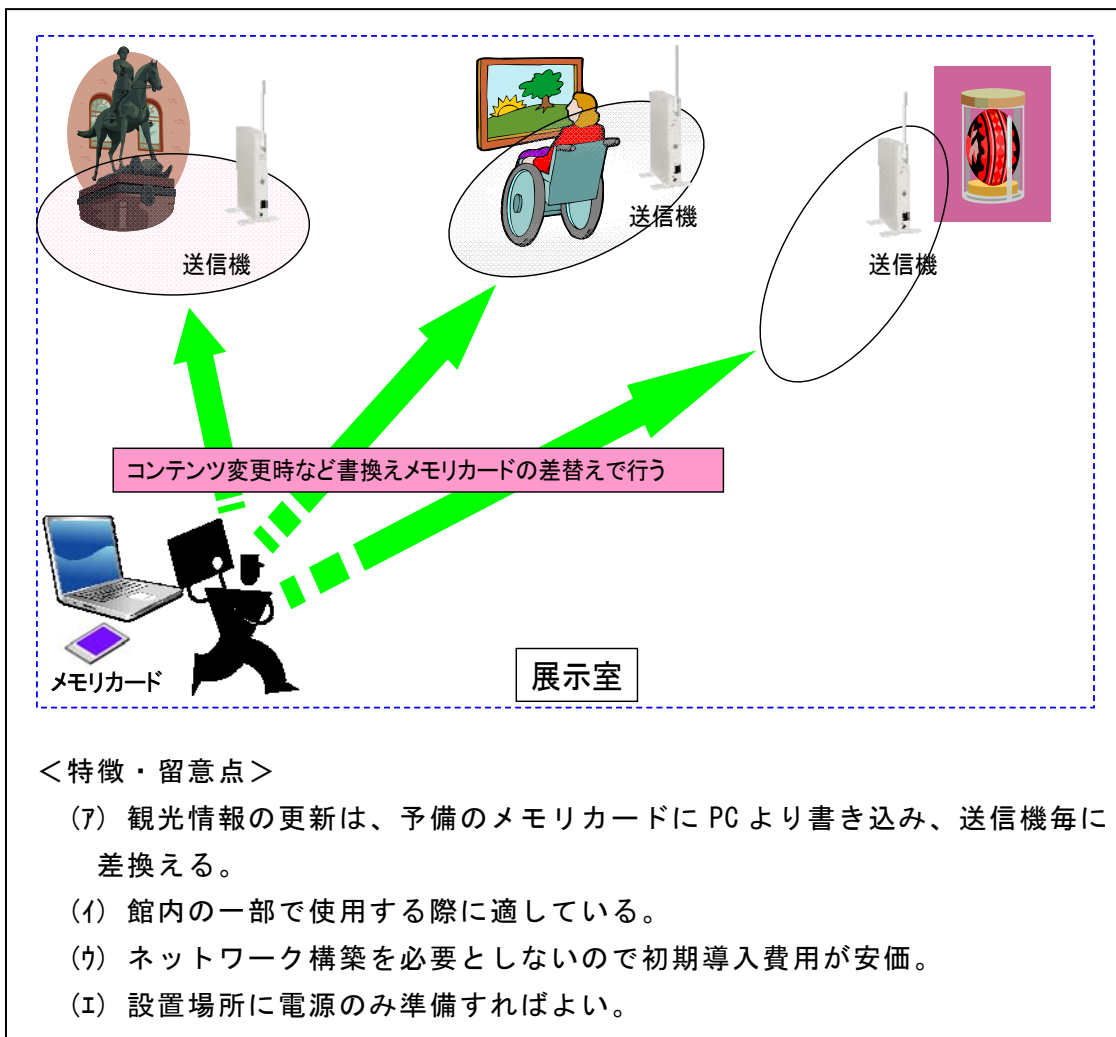 送信機
送信機
送信機
コンテンツ変更時など書換えメモリカードの差替えで行う
メモリカード
展示室
＜特徴・留意点＞
(ｱ) 観光情報の更新は、予備のメモリカードに PC より書き込み、送信機毎に
差換える。
(ｲ) 館内の一部で使用する際に適している。
(ｳ) ネットワーク構築を必要としないので初期導入費用が安価。
(ｴ) 設置場所に電源のみ準備すればよい。